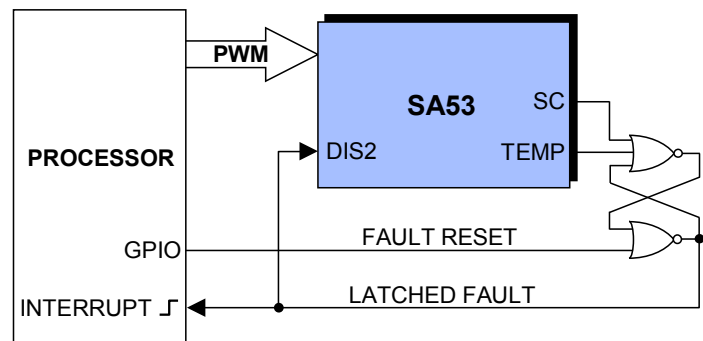 PWM
SA53
SC
PROCESSOR
DIS2
TEMP
GPIO
FAULT RESET
INTERRUPT
LATCHED FAULT